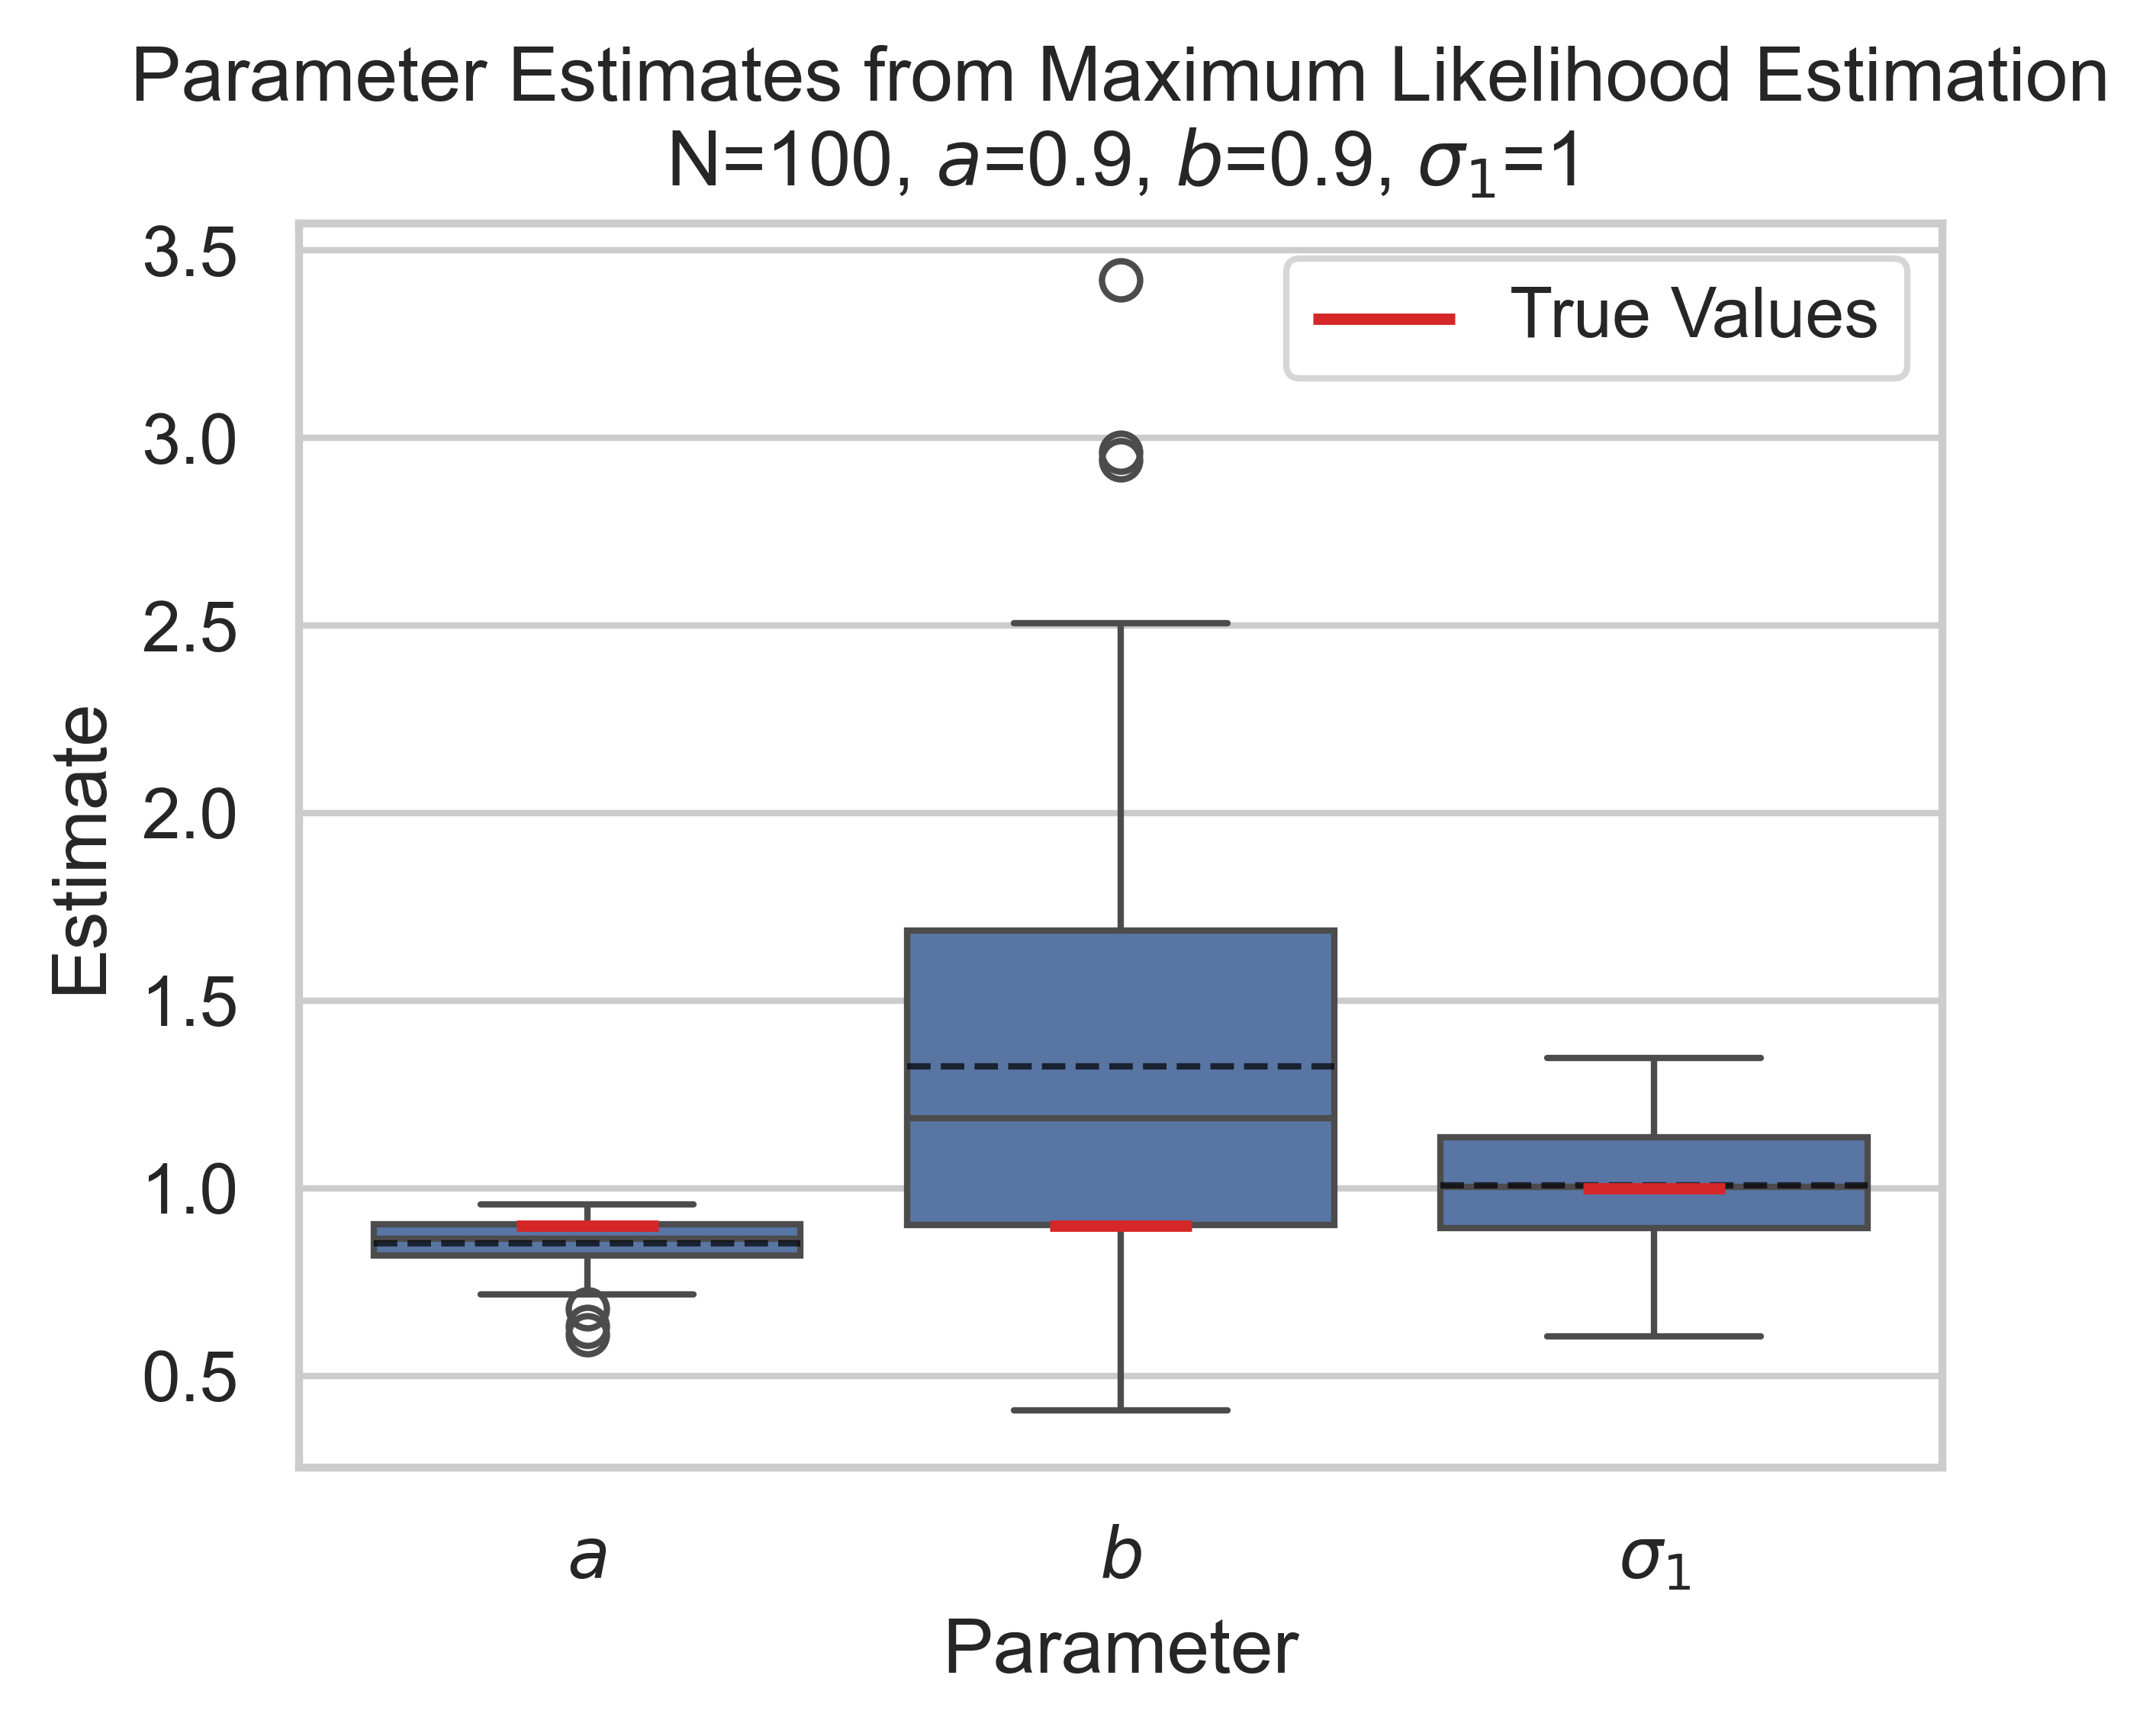 Parameter Estimates from Maximum Likelihood Estimation
N=100, a=0.9, b=0.9, σ₁=1
True Values
3.5
3.0
2.5
2.0
1.5
1.0
0.5
Estimate
a
b
σ₁
Parameter